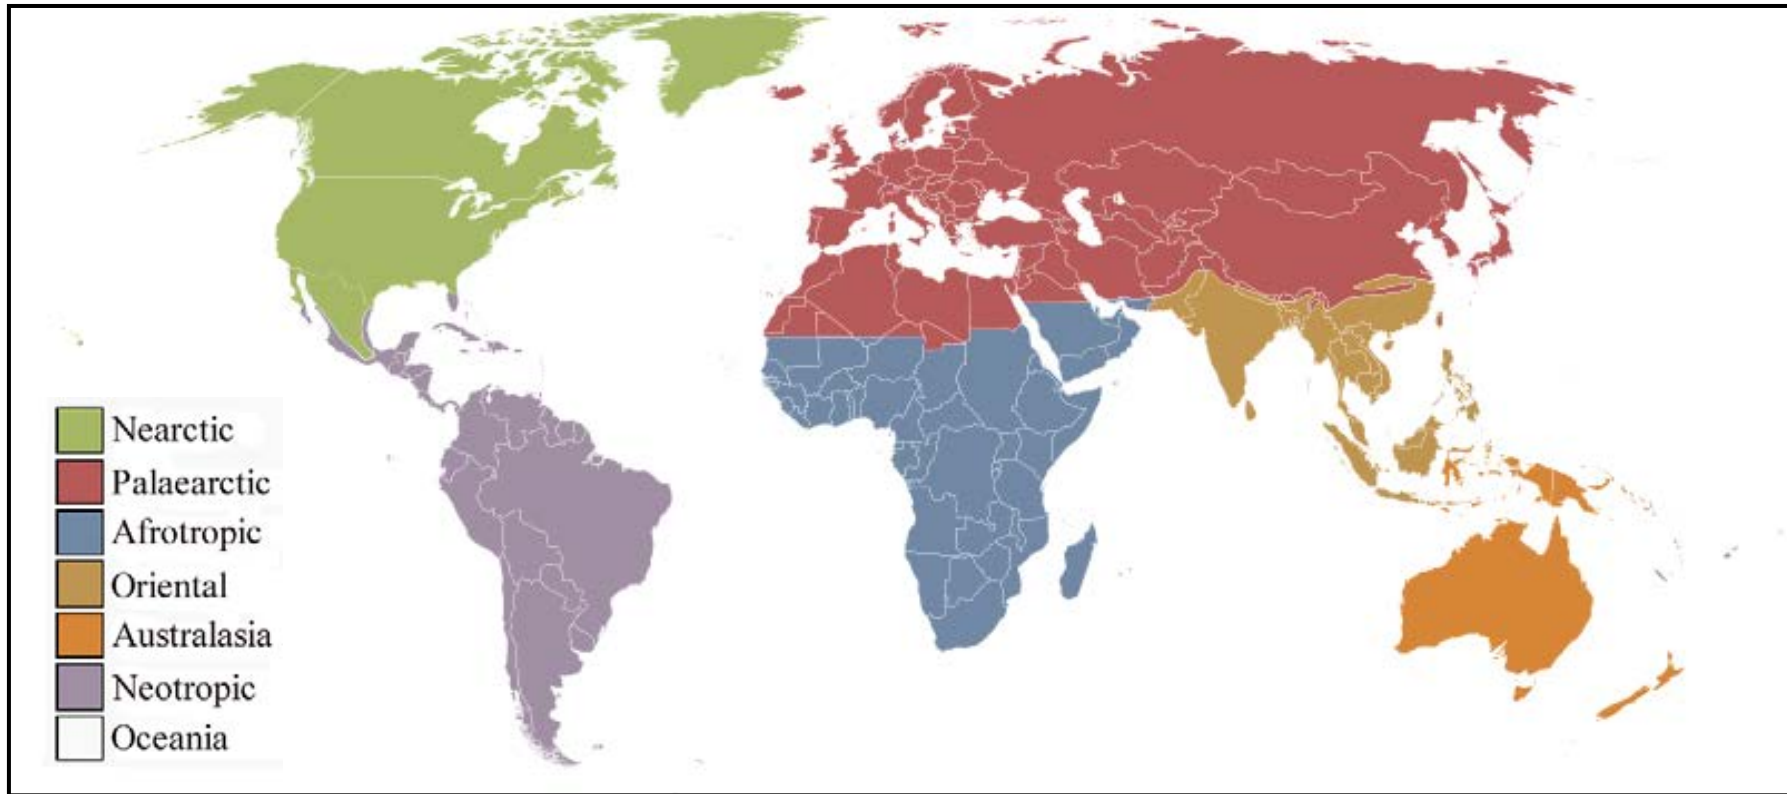 Nearctic
Palaearctic
Afrotropic
Oriental
Australasia
Neotropic
Oceania